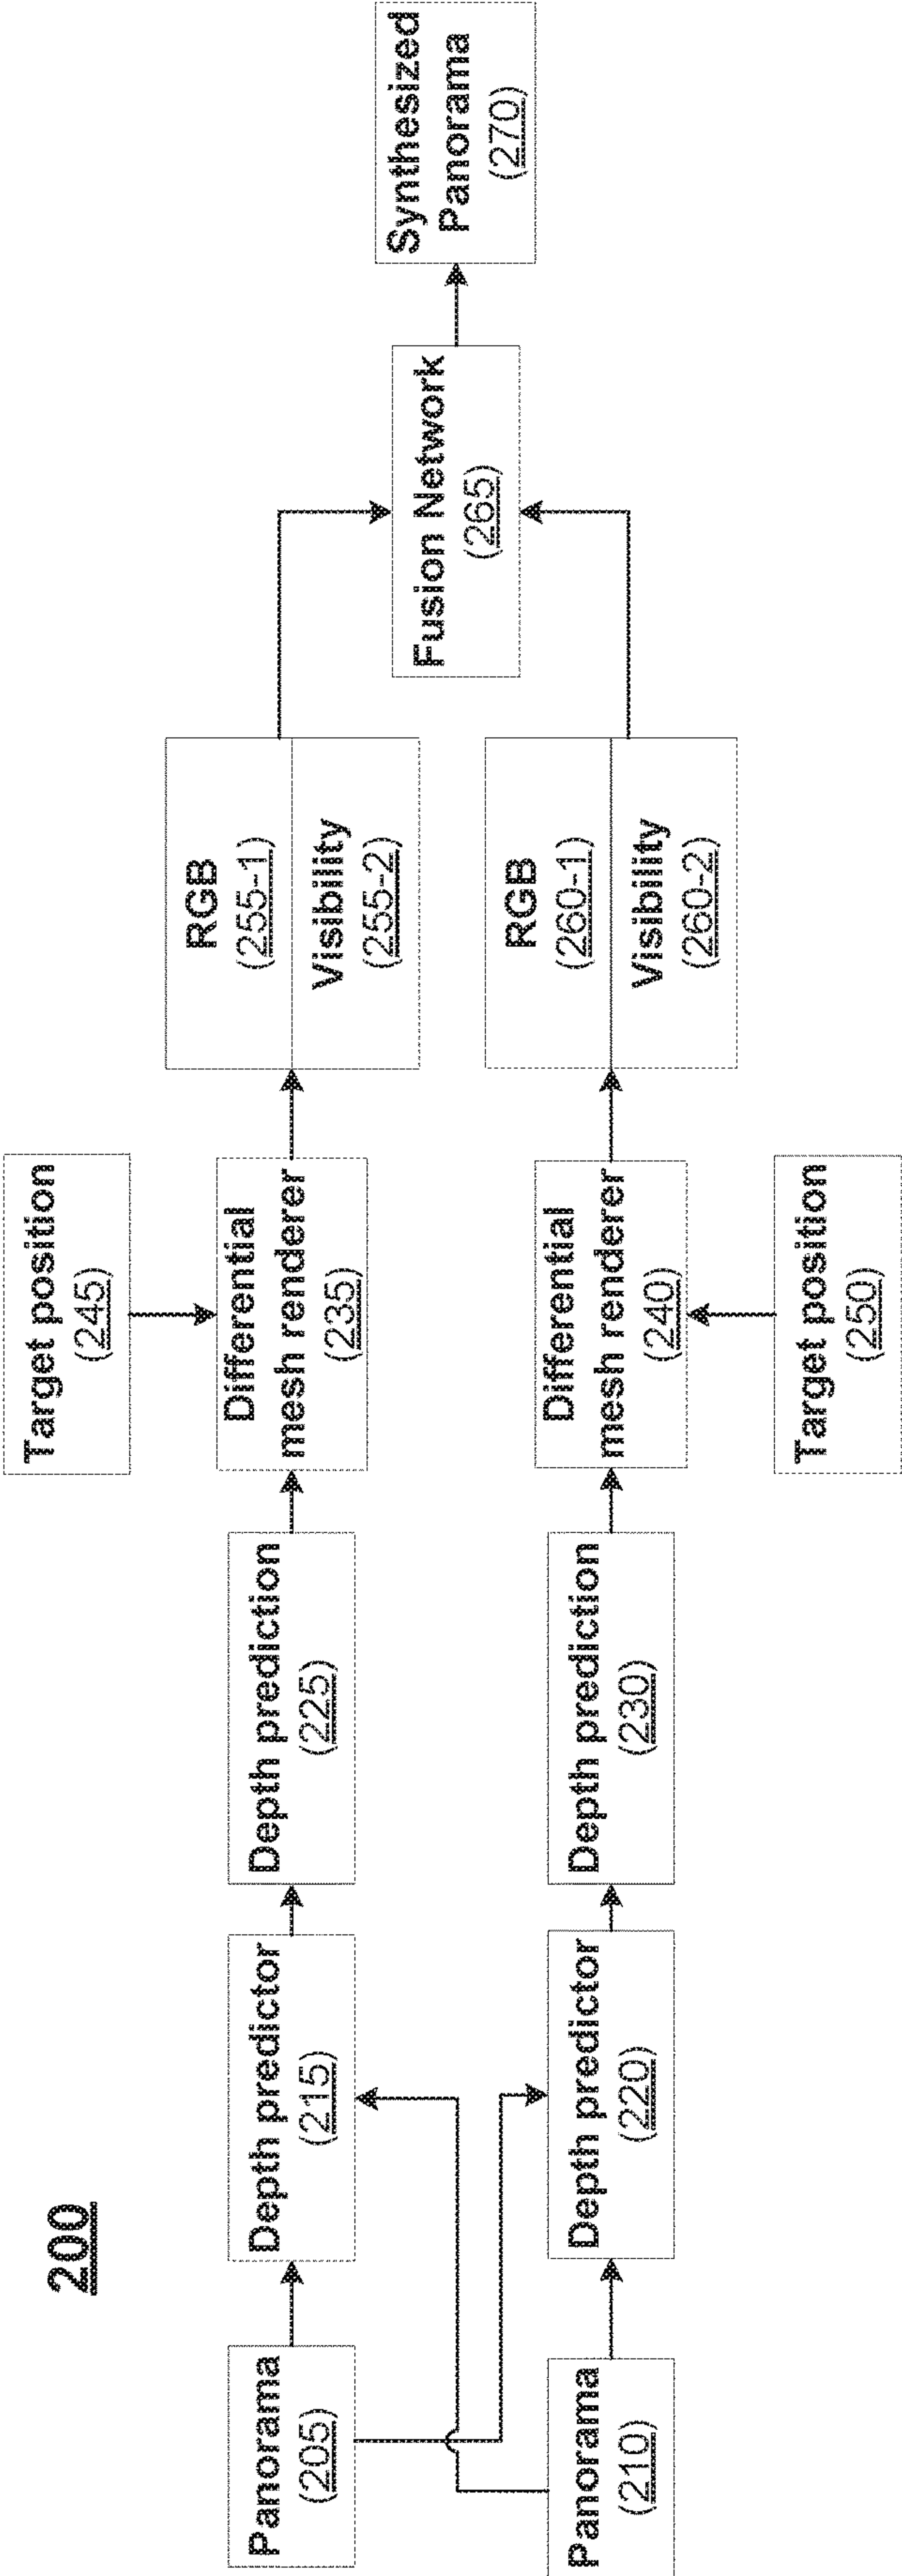 200
Panorama
(205)
Panorama
(210)
Depth predictor
(215)
Depth predictor
(220)
Depth prediction
(225)
Depth prediction
(230)
Target position
(245)
Differential
mesh renderer
(235)
Differential
mesh renderer
(240)
Target position
(250)
RGB
(255-1)
Visibility
(255-2)
RGB
(260-1)
Visibility
(260-2)
Fusion Network
(265)
Synthesized
Panorama
(270)